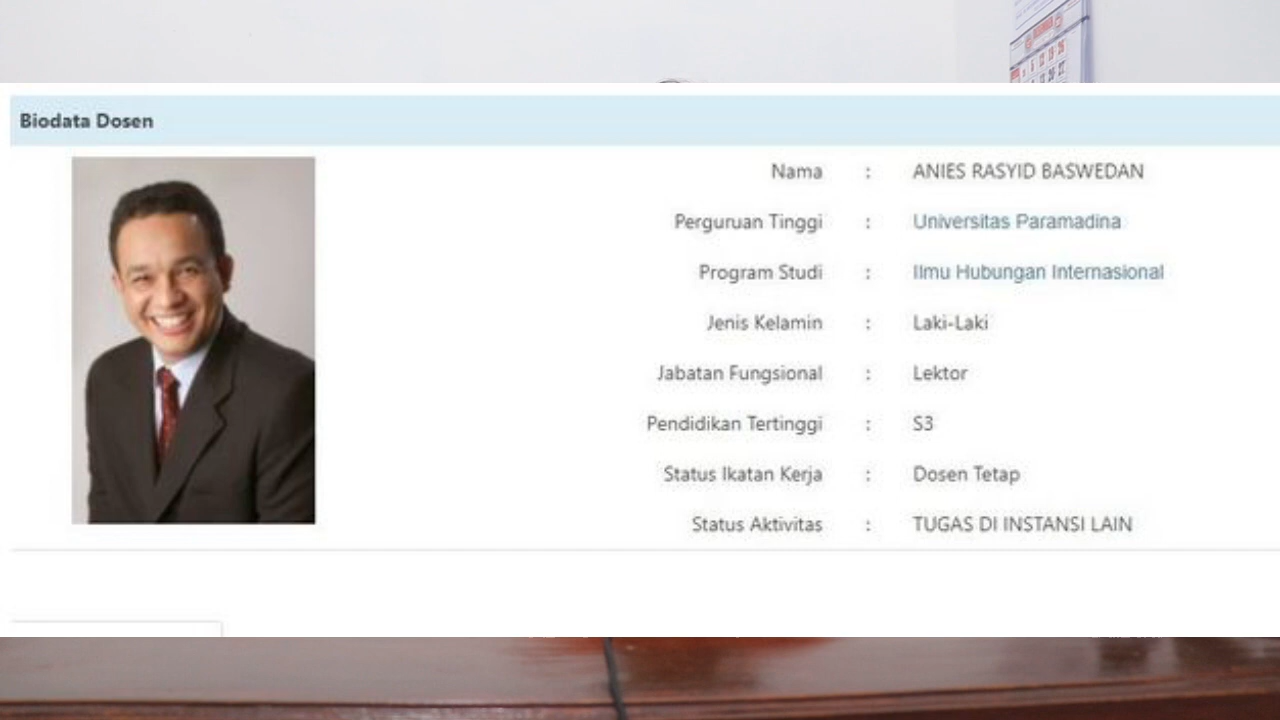 Biodata Dosen
Nama : ANIES RASYID BASWEDAN
Perguruan Tinggi : Universitas Paramadina
Program Studi : Ilmu Hubungan Internasional
Jenis Kelamin : Laki-Laki
Jabatan Fungsional : Lektor
Pendidikan Tertinggi : S3
Status Ikatan Kerja : Dosen Tetap
Status Aktivitas : TUGAS DI INSTANSI LAIN